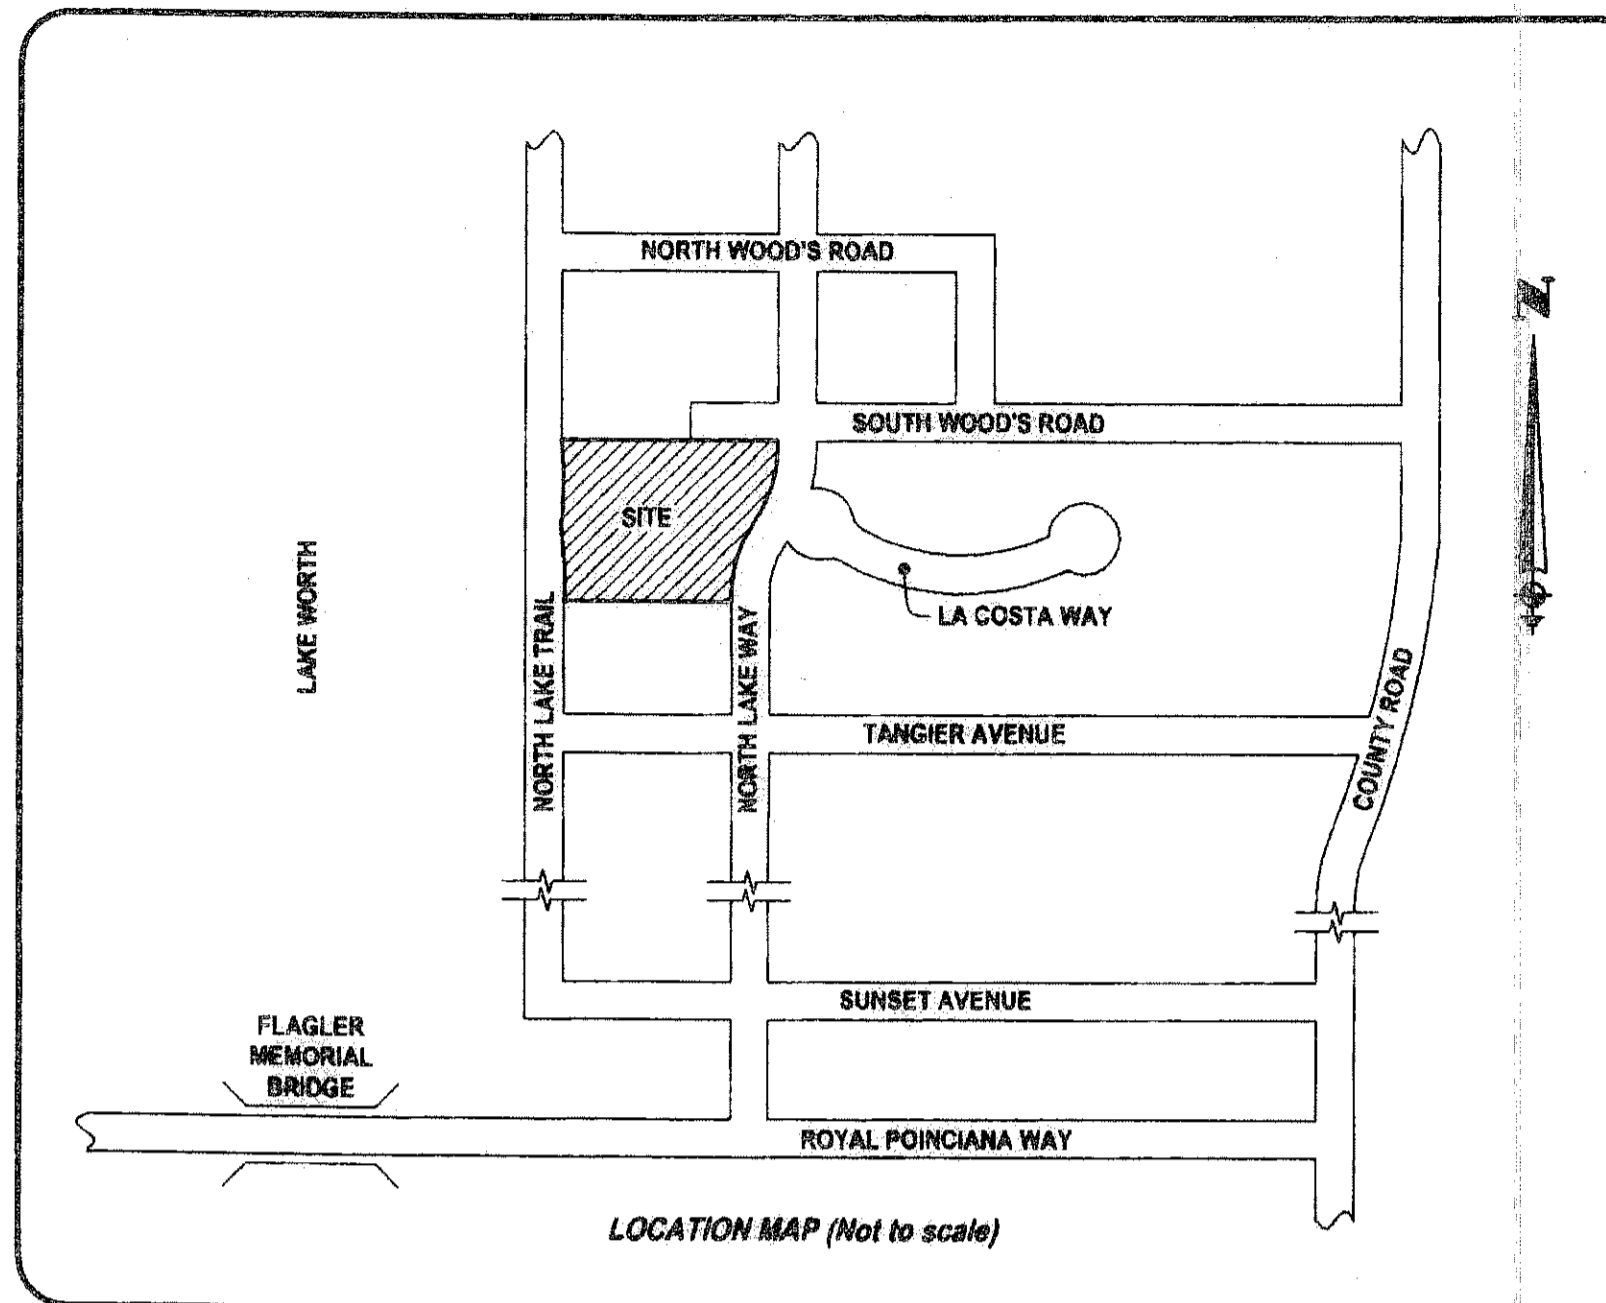 NORTH WOOD'S ROAD
N
SOUTH WOOD'S ROAD
SITE
LAKE WORTH
NORTH LAKE TRAIL
NORTH LAKE WAY
LA COSTA WAY
COUNTY ROAD
TANGIER AVENUE
SUNSET AVENUE
FLAGLER
MEMORIAL
BRIDGE
ROYAL POINCIANA WAY
LOCATION MAP (Not to scale)